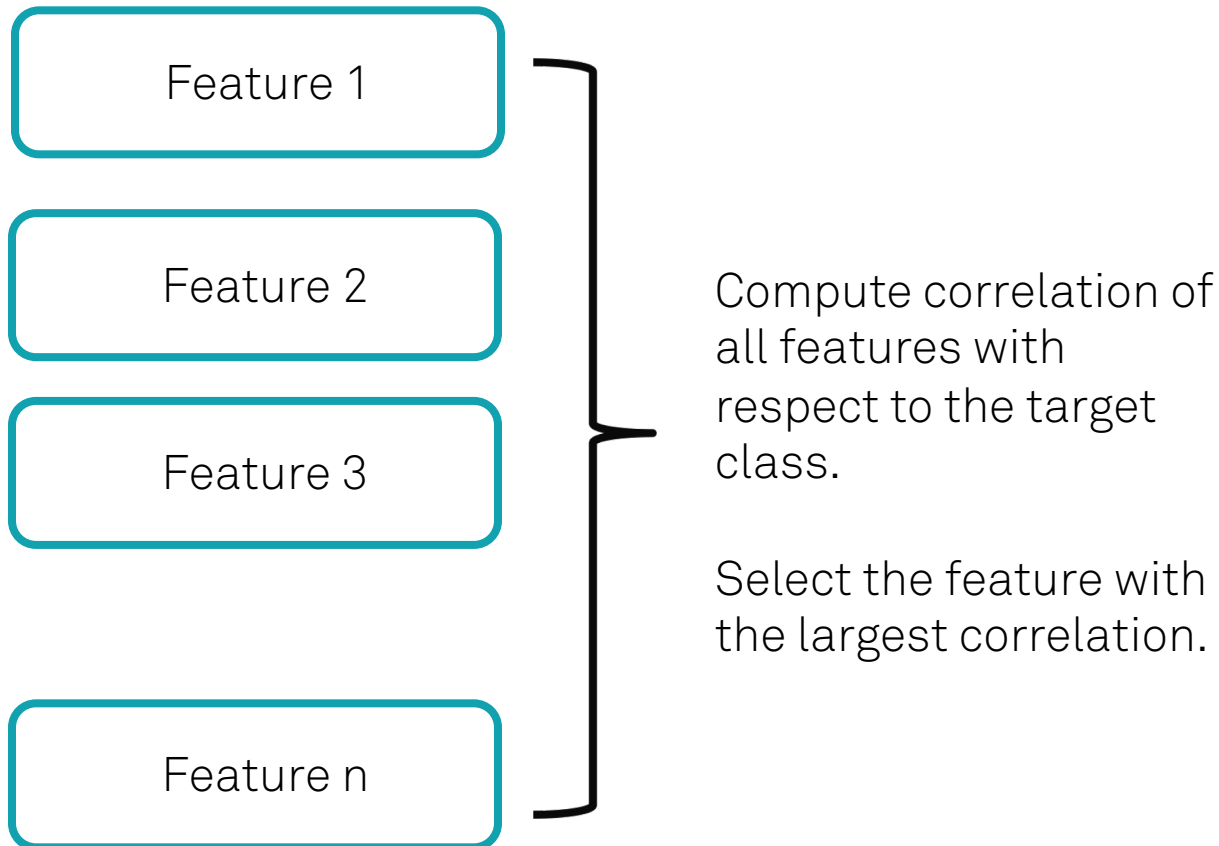 Feature 1
Feature 2
Feature 3
Feature n
Compute correlation of
all features with
respect to the target
class.
Select the feature with
the largest correlation.